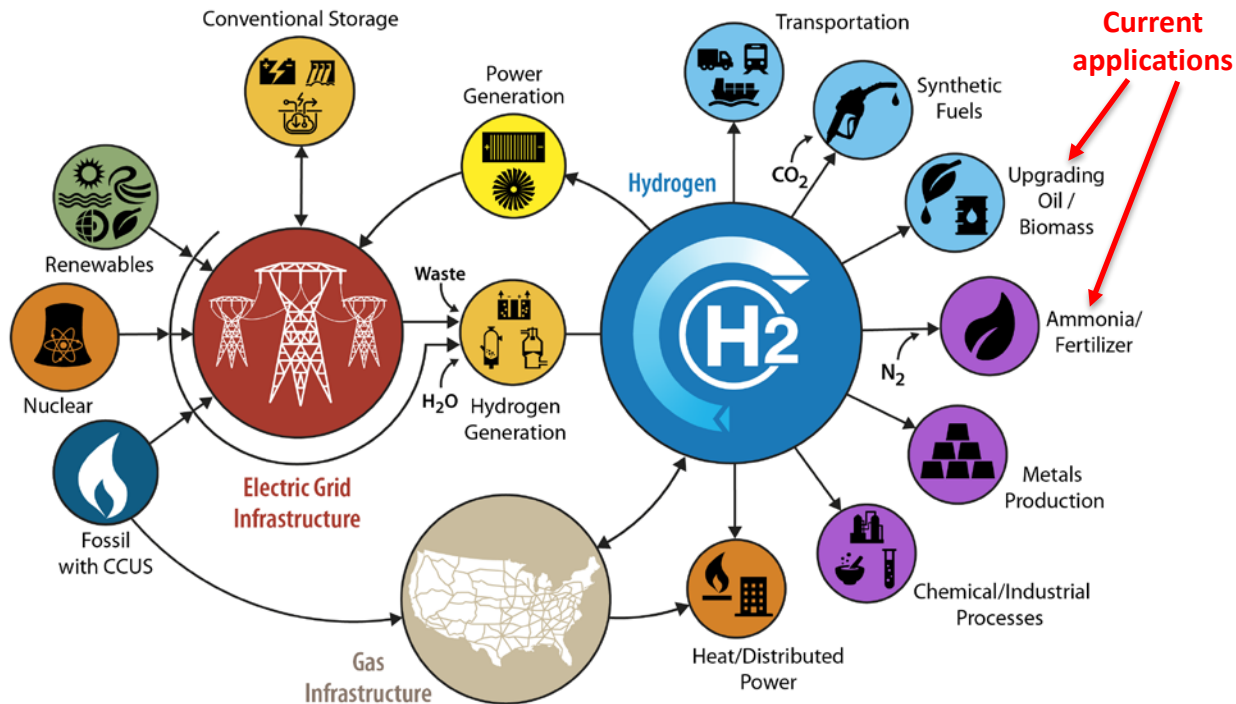 Conventional Storage
Transportation
Current
applications
Power
Generation
Synthetic
Fuels
CO₂
Hydrogen
Upgrading
Oil /
Biomass
Renewables
Waste
H2
Ammonia/
Fertilizer
N₂
Nuclear
H₂O
Hydrogen
Generation
Metals
Production
Electric Grid
Infrastructure
Fossil
with CCUS
Chemical/Industrial
Processes
Gas
Infrastructure
Heat/Distributed
Power